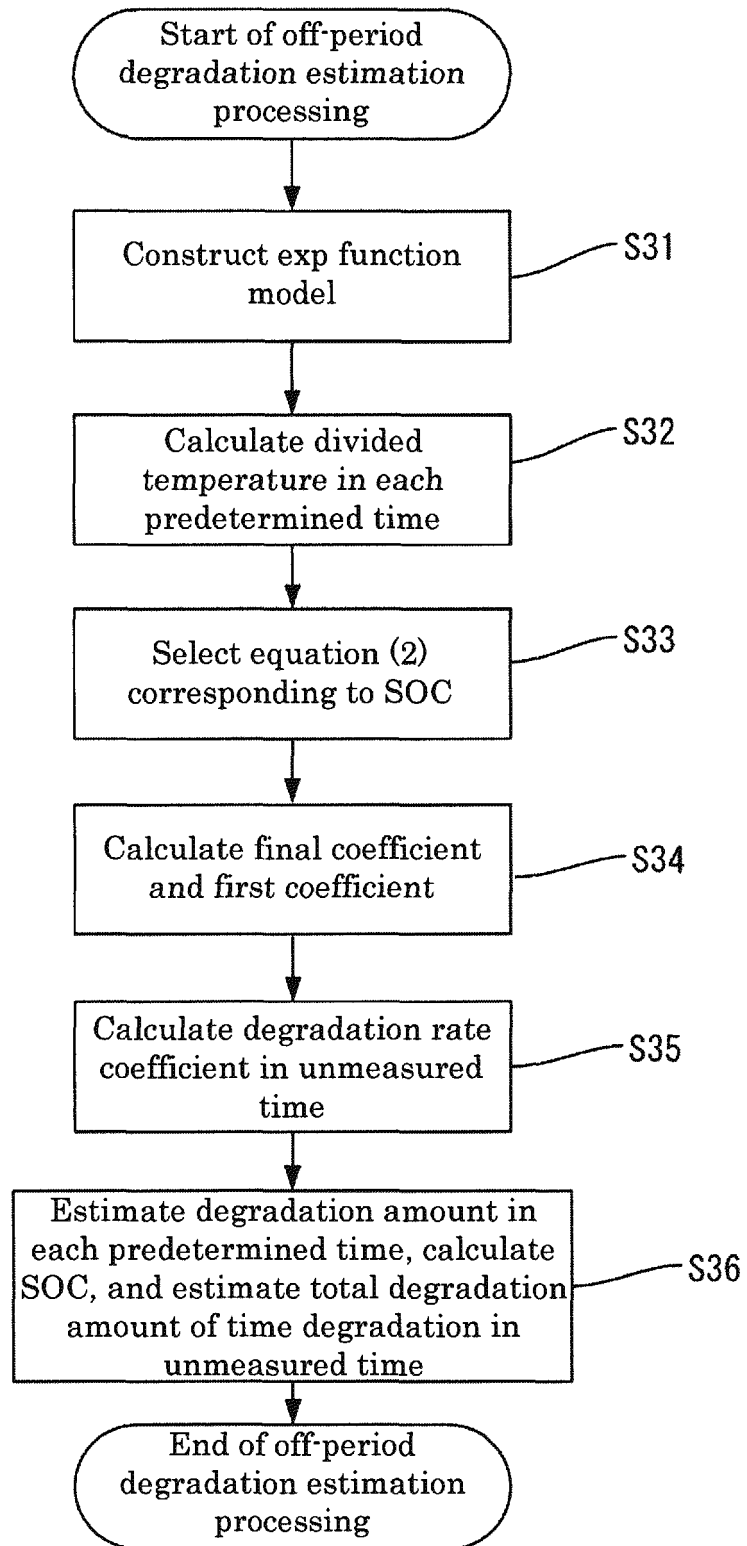 Start of off-period
degradation estimation
processing
Construct exp function
model
S31
Calculate divided
temperature in each
predetermined time
S32
Select equation (2)
corresponding to SOC
S33
Calculate final coefficient
and first coefficient
S34
Calculate degradation rate
coefficient in unmeasured
time
S35
Estimate degradation amount in
each predetermined time, calculate
SOC, and estimate total degradation
amount of time degradation in
unmeasured time
S36
End of off-period
degradation estimation
processing